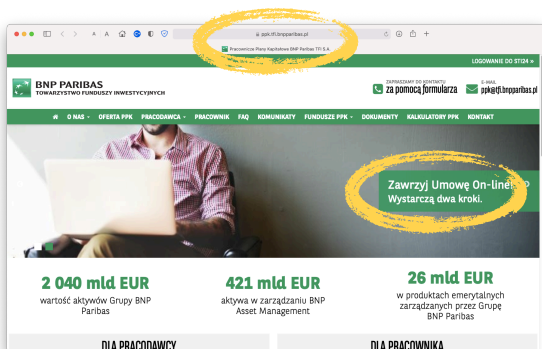 ppk.tfi.bnpparibas.pl
Pracownicze Plany Kapitałowe BNP Paribas TFI S.A.
LOGOWANIE DO STI24 »
BNP PARIBAS
TOWARZYSTWO FUNDUSZY INWESTYCYJNYCH
ZAPRASZAMY DO KONTAKTU
za pomocą formularza
E-MAIL
ppk@tfi.bnpparibas.pl
O NAS OFERTA PPK PRACODAWCA PRACOWNIK FAQ KOMUNIKATY FUNDUSZE PPK DOKUMENTY KALKULATORY PPK KONTAKT
Zawrzyj Umowę On-line!
Wystarczą dwa kroki.
2 040 mld EUR
wartość aktywów Grupy BNP
Paribas
421 mld EUR
aktywa w zarządzaniu BNP
Asset Management
26 mld EUR
w produktach emerytalnych
zarządzanych przez Grupę
BNP Paribas
DLA PRACODAWCY
DLA PRACOWNIKA